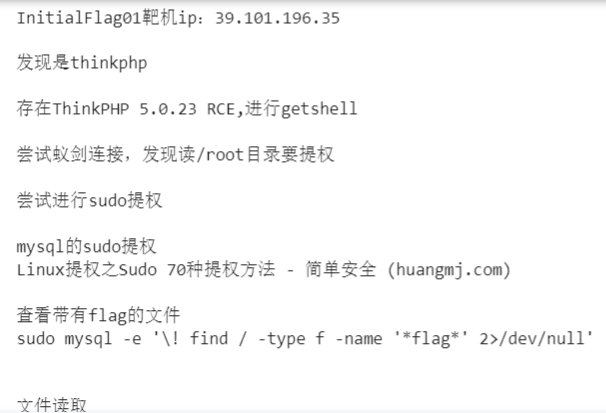 InitialFlag01靶机ip：39.101.196.35
发现是thinkphp
存在ThinkPHP 5.0.23 RCE,进行getshell
尝试蚁剑连接，发现读/root目录要提权
尝试进行sudo提权
mysql的sudo提权
Linux提权之Sudo 70种提权方法 - 简单安全 (huangmj.com)
查看带有flag的文件
sudo mysql -e '\! find / -type f -name '*flag*' 2>/dev/null'
文件读取